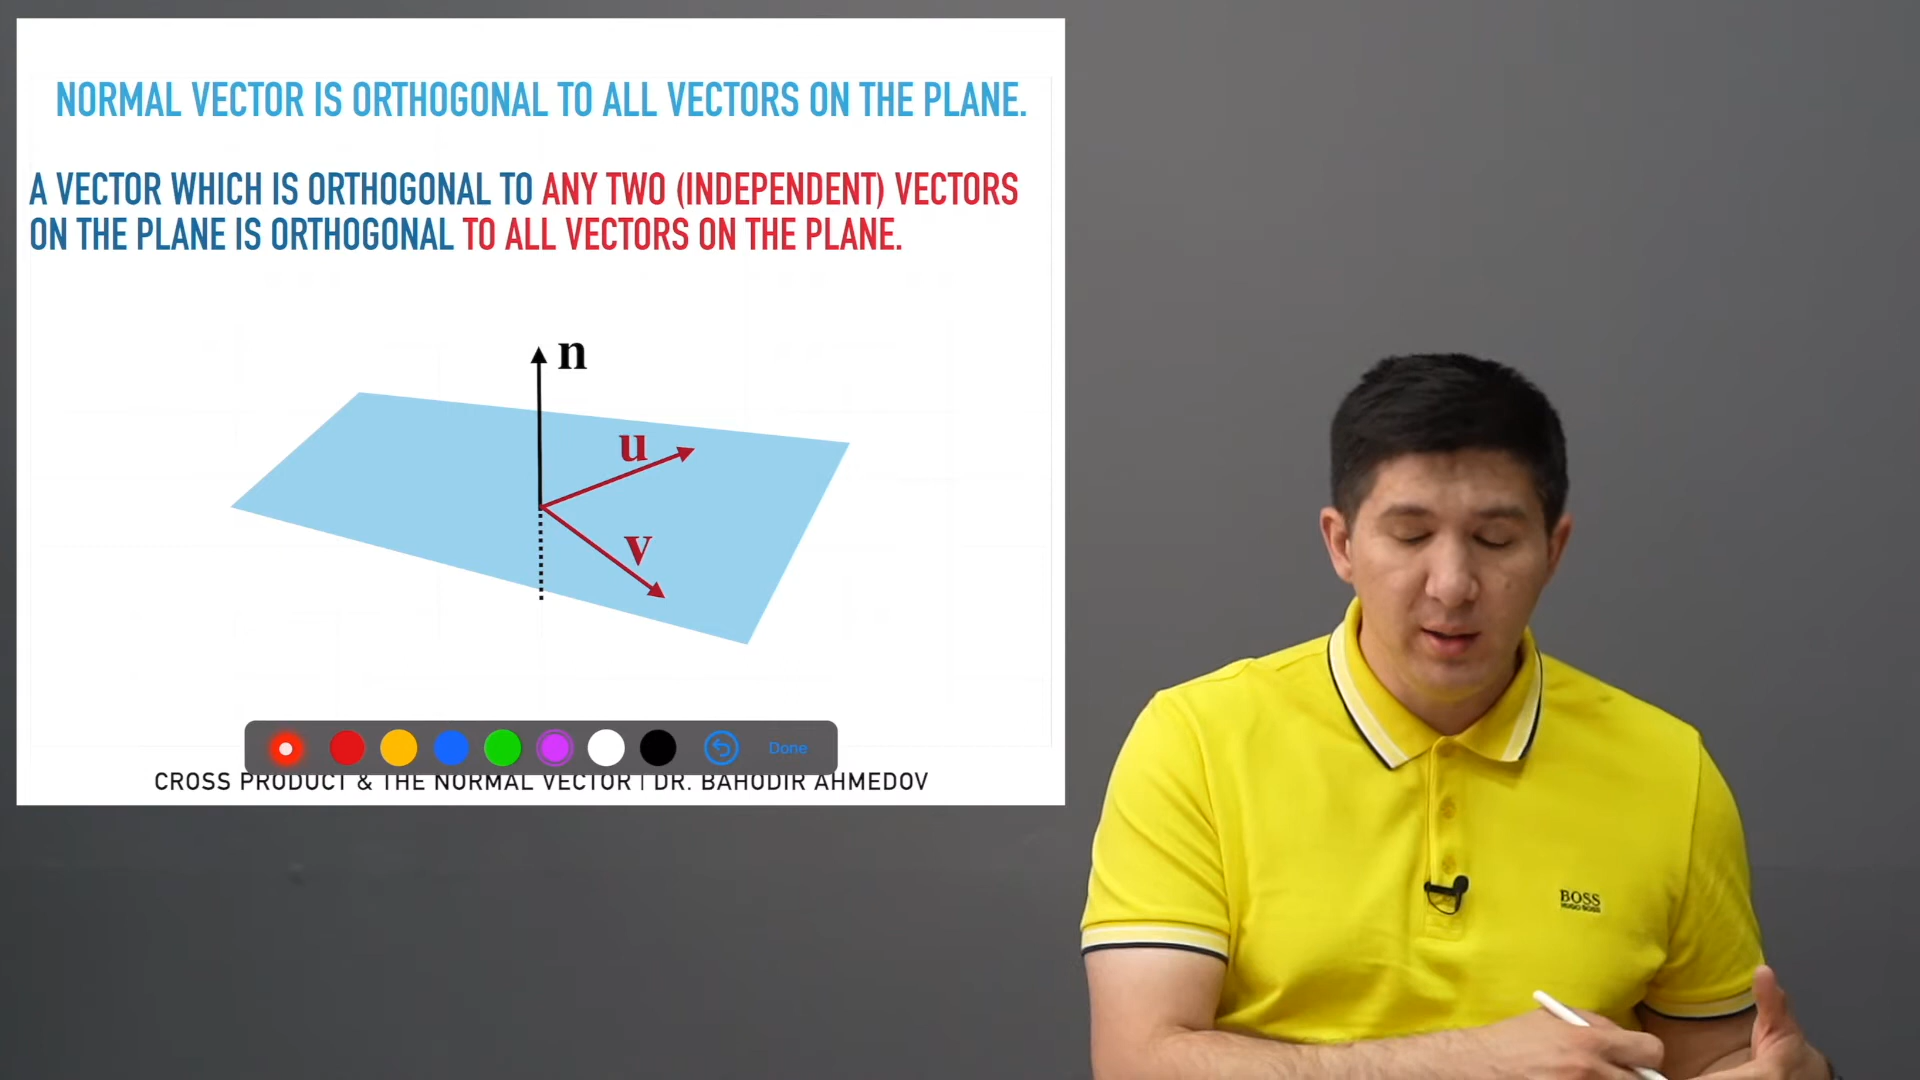 NORMAL VECTOR IS ORTHOGONAL TO ALL VECTORS ON THE PLANE.
A VECTOR WHICH IS ORTHOGONAL TO ANY TWO (INDEPENDENT) VECTORS
ON THE PLANE IS ORTHOGONAL TO ALL VECTORS ON THE PLANE.
n
u
v
Done
CROSS PRODUCT & THE NORMAL VECTOR | DR. BAHODIR AHMEDOV
BOSS
HUGO BOSS